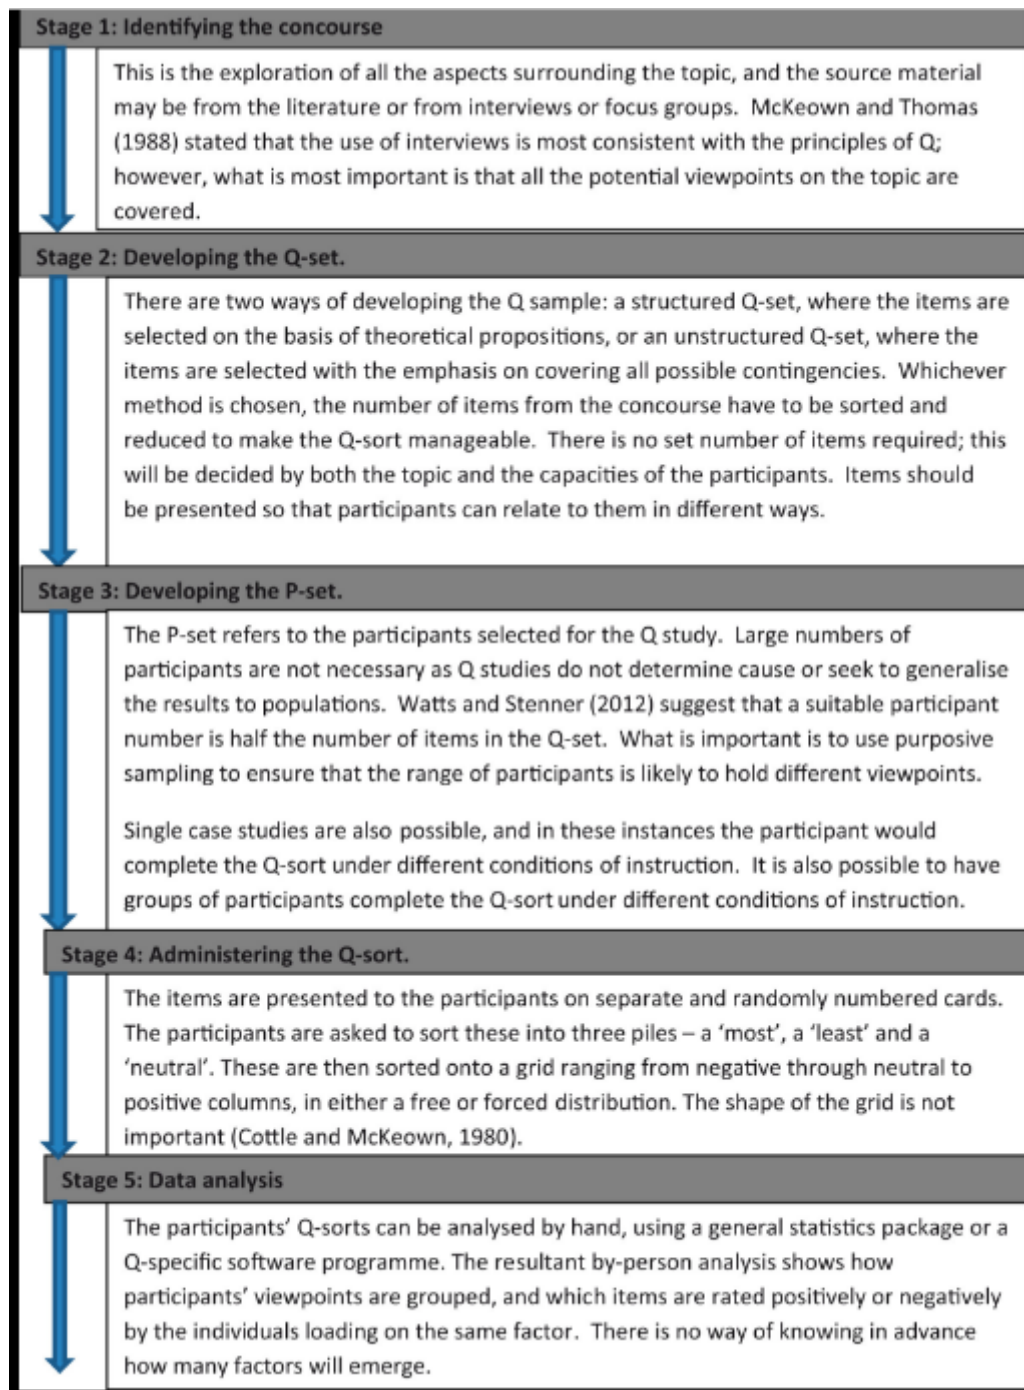 Stage 1: Identifying the concourse
This is the exploration of all the aspects surrounding the topic, and the source material
may be from the literature or from interviews or focus groups.  McKeown and Thomas
(1988) stated that the use of interviews is most consistent with the principles of Q;
however, what is most important is that all the potential viewpoints on the topic are
covered.
Stage 2: Developing the Q-set.
There are two ways of developing the Q sample: a structured Q-set, where the items are
selected on the basis of theoretical propositions, or an unstructured Q-set, where the
items are selected with the emphasis on covering all possible contingencies.  Whichever
method is chosen, the number of items from the concourse have to be sorted and
reduced to make the Q-sort manageable.  There is no set number of items required; this
will be decided by both the topic and the capacities of the participants.  Items should
be presented so that participants can relate to them in different ways.
Stage 3: Developing the P-set.
The P-set refers to the participants selected for the Q study.  Large numbers of
participants are not necessary as Q studies do not determine cause or seek to generalise
the results to populations.  Watts and Stenner (2012) suggest that a suitable participant
number is half the number of items in the Q-set.  What is important is to use purposive
sampling to ensure that the range of participants is likely to hold different viewpoints.
Single case studies are also possible, and in these instances the participant would
complete the Q-sort under different conditions of instruction.  It is also possible to have
groups of participants complete the Q-sort under different conditions of instruction.
Stage 4: Administering the Q-sort.
The items are presented to the participants on separate and randomly numbered cards.
The participants are asked to sort these into three piles – a ‘most’, a ‘least’ and a
‘neutral’. These are then sorted onto a grid ranging from negative through neutral to
positive columns, in either a free or forced distribution. The shape of the grid is not
important (Cottle and McKeown, 1980).
Stage 5: Data analysis
The participants’ Q-sorts can be analysed by hand, using a general statistics package or a
Q-specific software programme. The resultant by-person analysis shows how
participants’ viewpoints are grouped, and which items are rated positively or negatively
by the individuals loading on the same factor.  There is no way of knowing in advance
how many factors will emerge.